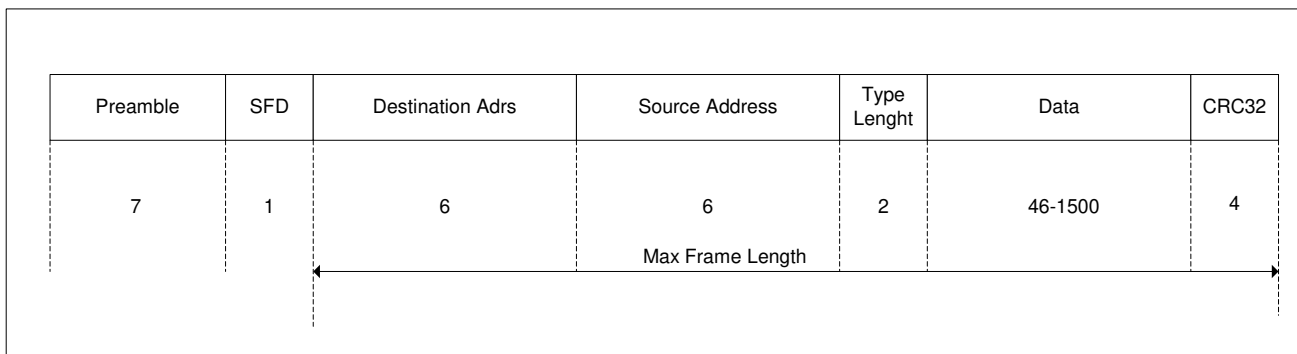 Preamble
SFD
Destination Adrs
Source Address
Type
Lenght
Data
CRC32
7
1
6
6
2
46-1500
4
Max Frame Length